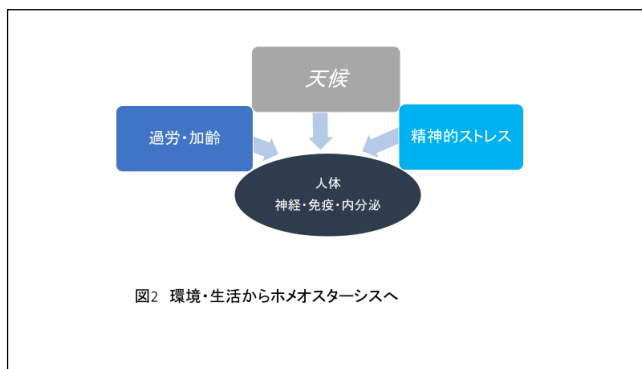 天候
過労・加齢
精神的ストレス
人体
神経・免疫・内分泌
図2 環境・生活からホメオスターシスへ